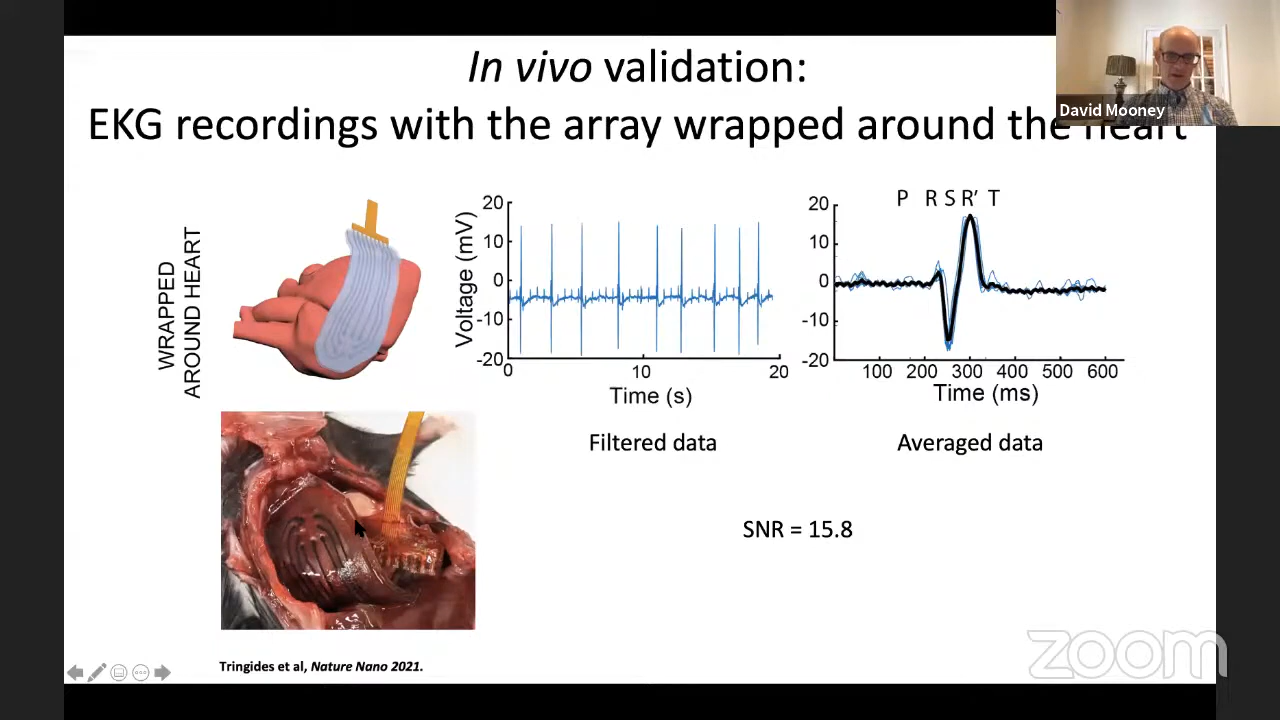 In vivo validation:
EKG recordings with the array wrapped around the heart
David Mooney
WRAPPED
AROUND HEART
Voltage (mV)
20
10
0
-10
-20
0
10
20
Time (s)
Filtered data
P R S R’ T
20
10
0
-10
-20
100 200 300 400 500 600
Time (ms)
Averaged data
SNR = 15.8
Tringides et al, Nature Nano 2021.
zoom